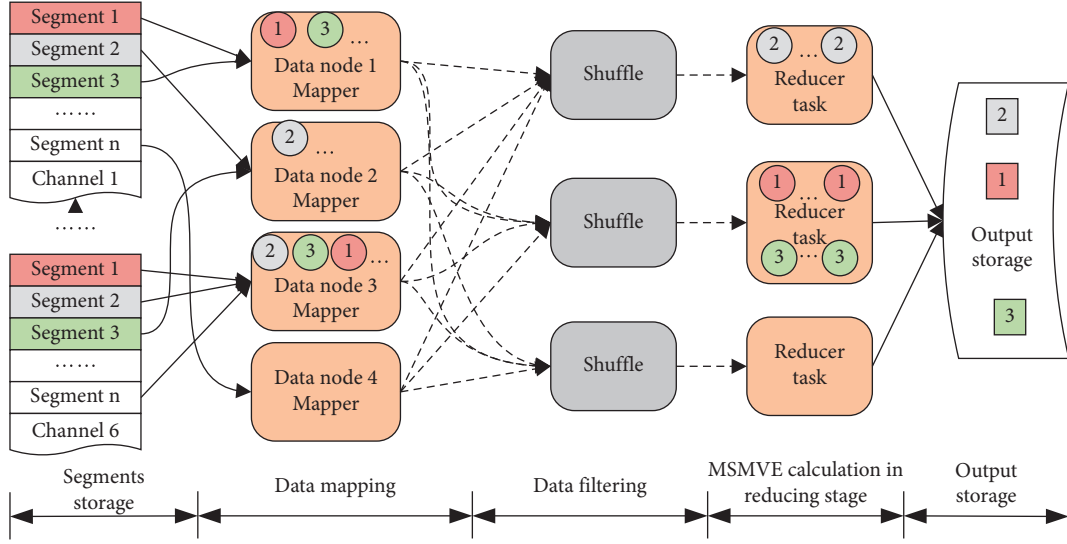 Segment 1
Segment 2
Segment 3
……
Segment n
Channel 1
……
Segment 1
Segment 2
Segment 3
……
Segment n
Channel 6
1 3 …
Data node 1
Mapper
2 …
Data node 2
Mapper
2 3 1 …
Data node 3
Mapper
Data node 4
Mapper
Shuffle
Shuffle
Shuffle
2 … 2
Reducer
task
1 … 1
Reducer
task
3 … 3
Reducer
task
2
1
Output
storage
3
Segments
storage
Data mapping
Data filtering
MSMVE calculation in
reducing stage
Output
storage